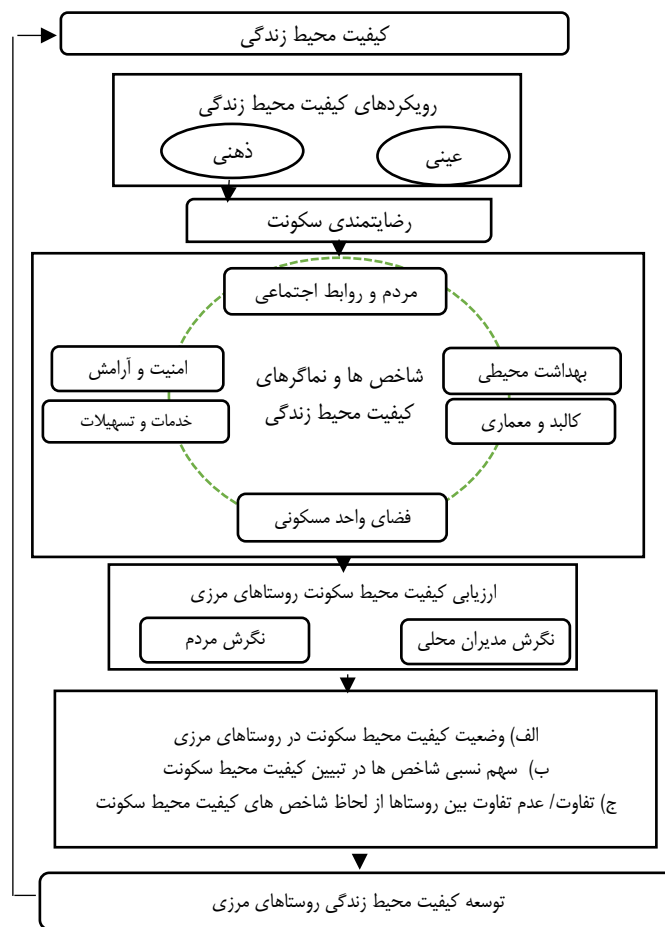 کیفیت محیط زندگی
رویکردهای کیفیت محیط زندگی
عینی
ذهنی
رضایتمندی سکونت
مردم و روابط اجتماعی
امنیت و آرامش
بهداشت محیطی
شاخص ها و نماگرهای
کیفیت محیط زندگی
خدمات و تسهیلات
کالبد و معماری
فضای واحد مسکونی
ارزیابی کیفیت محیط سکونت روستاهای مرزی
نگرش مدیران محلی
نگرش مردم
الف) وضعیت کیفیت محیط سکونت در روستاهای مرزی
ب) سهم نسبی شاخص ها در تبیین کیفیت محیط سکونت
ج) تفاوت/ عدم تفاوت بین روستاها از لحاظ شاخص های کیفیت محیط سکونت
توسعه کیفیت محیط زندگی روستاهای مرزی